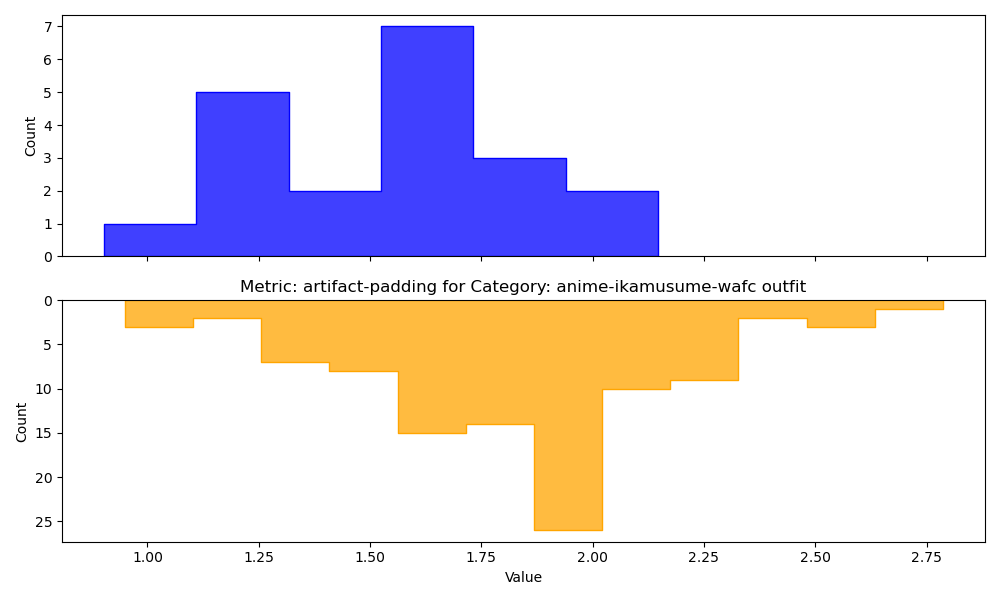 7
6
5
4
3
2
1
0
Count
Metric: artifact-padding for Category: anime-ikamusume-wafc outfit
0
5
10
15
20
25
Count
1.00 1.25 1.50 1.75 2.00 2.25 2.50 2.75
Value